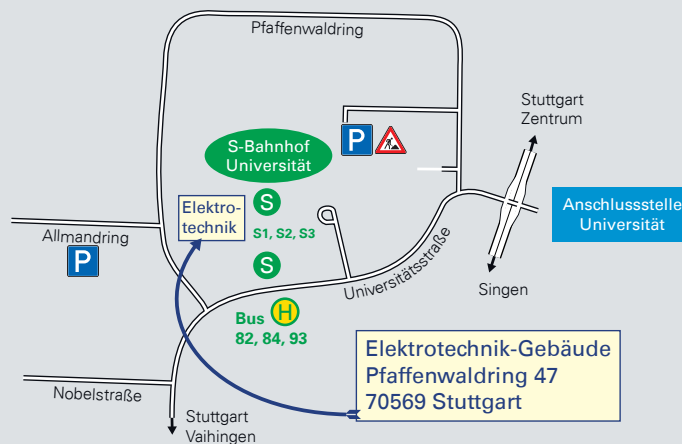 Pfaffenwaldring
Stuttgart
Zentrum
P
S-Bahnhof
Universität
S
Elektro-
technik
S1, S2, S3
Anschlussstelle
Universität
Allmandring
P
S
Universitätsstraße
Singen
Bus H
82, 84, 93
Elektrotechnik-Gebäude
Pfaffenwaldring 47
70569 Stuttgart
Nobelstraße
Stuttgart
Vaihingen